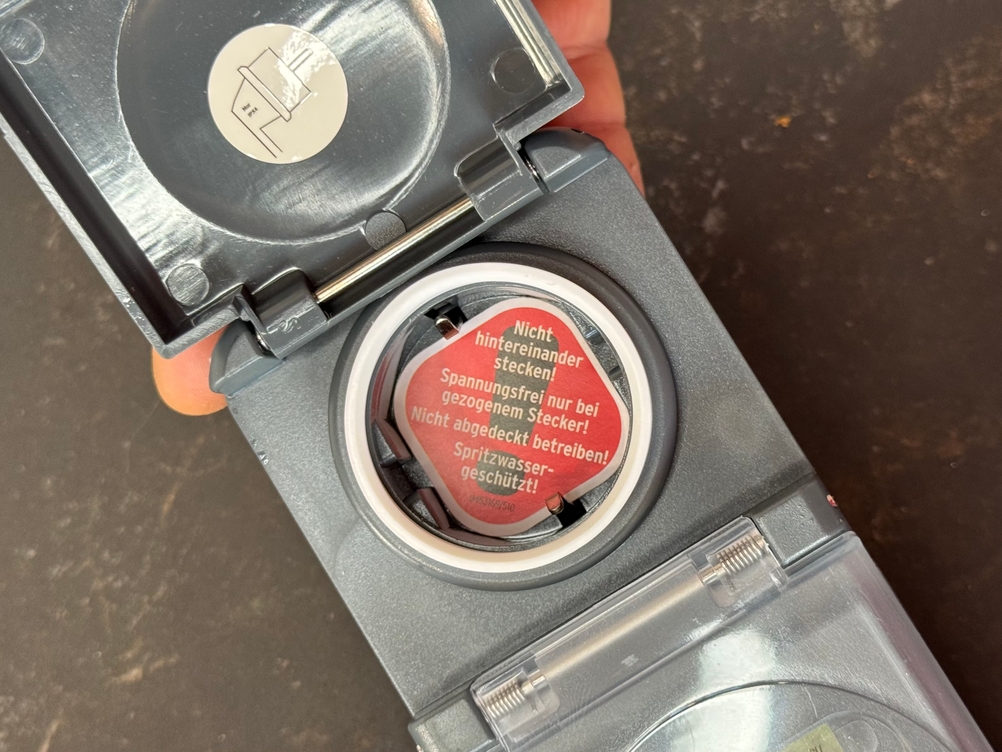 Nicht
hintereinander
stecken!
Spannungsfrei nur bei
gezogenem Stecker!
Nicht abgedeckt betreiben!
Spritzwasser-
geschützt!